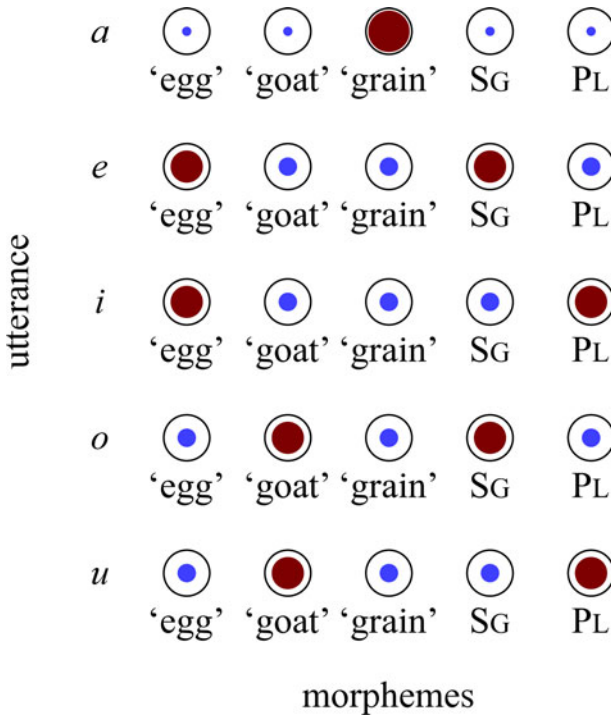 a
‘egg’ ‘goat’ ‘grain’ SG PL
e
‘egg’ ‘goat’ ‘grain’ SG PL
i
‘egg’ ‘goat’ ‘grain’ SG PL
o
‘egg’ ‘goat’ ‘grain’ SG PL
u
‘egg’ ‘goat’ ‘grain’ SG PL
utterance
morphemes